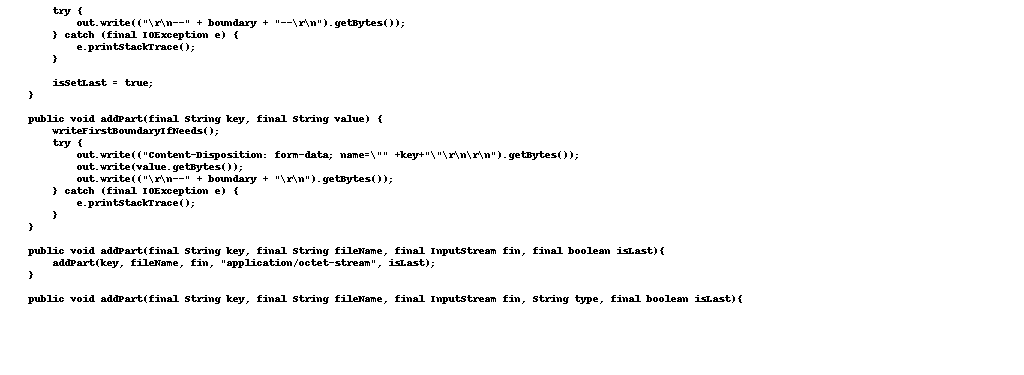 try {
out.write(("\r\n--" + boundary + "--\r\n").getBytes());
} catch (final IOException e) {
e.printStackTrace();
}
isSetLast = true;
}
public void addPart(final String key, final String value) {
writeFirstBoundaryIfNeeds();
try {
out.write(("Content-Disposition: form-data; name=\"" +key+"\"\r\n\r\n").getBytes());
out.write(value.getBytes());
out.write(("\r\n--" + boundary + "\r\n").getBytes());
} catch (final IOException e) {
e.printStackTrace();
}
}
public void addPart(final String key, final String fileName, final InputStream fin, final boolean isLast){
addPart(key, fileName, fin, "application/octet-stream", isLast);
}
public void addPart(final String key, final String fileName, final InputStream fin, String type, final boolean isLast){